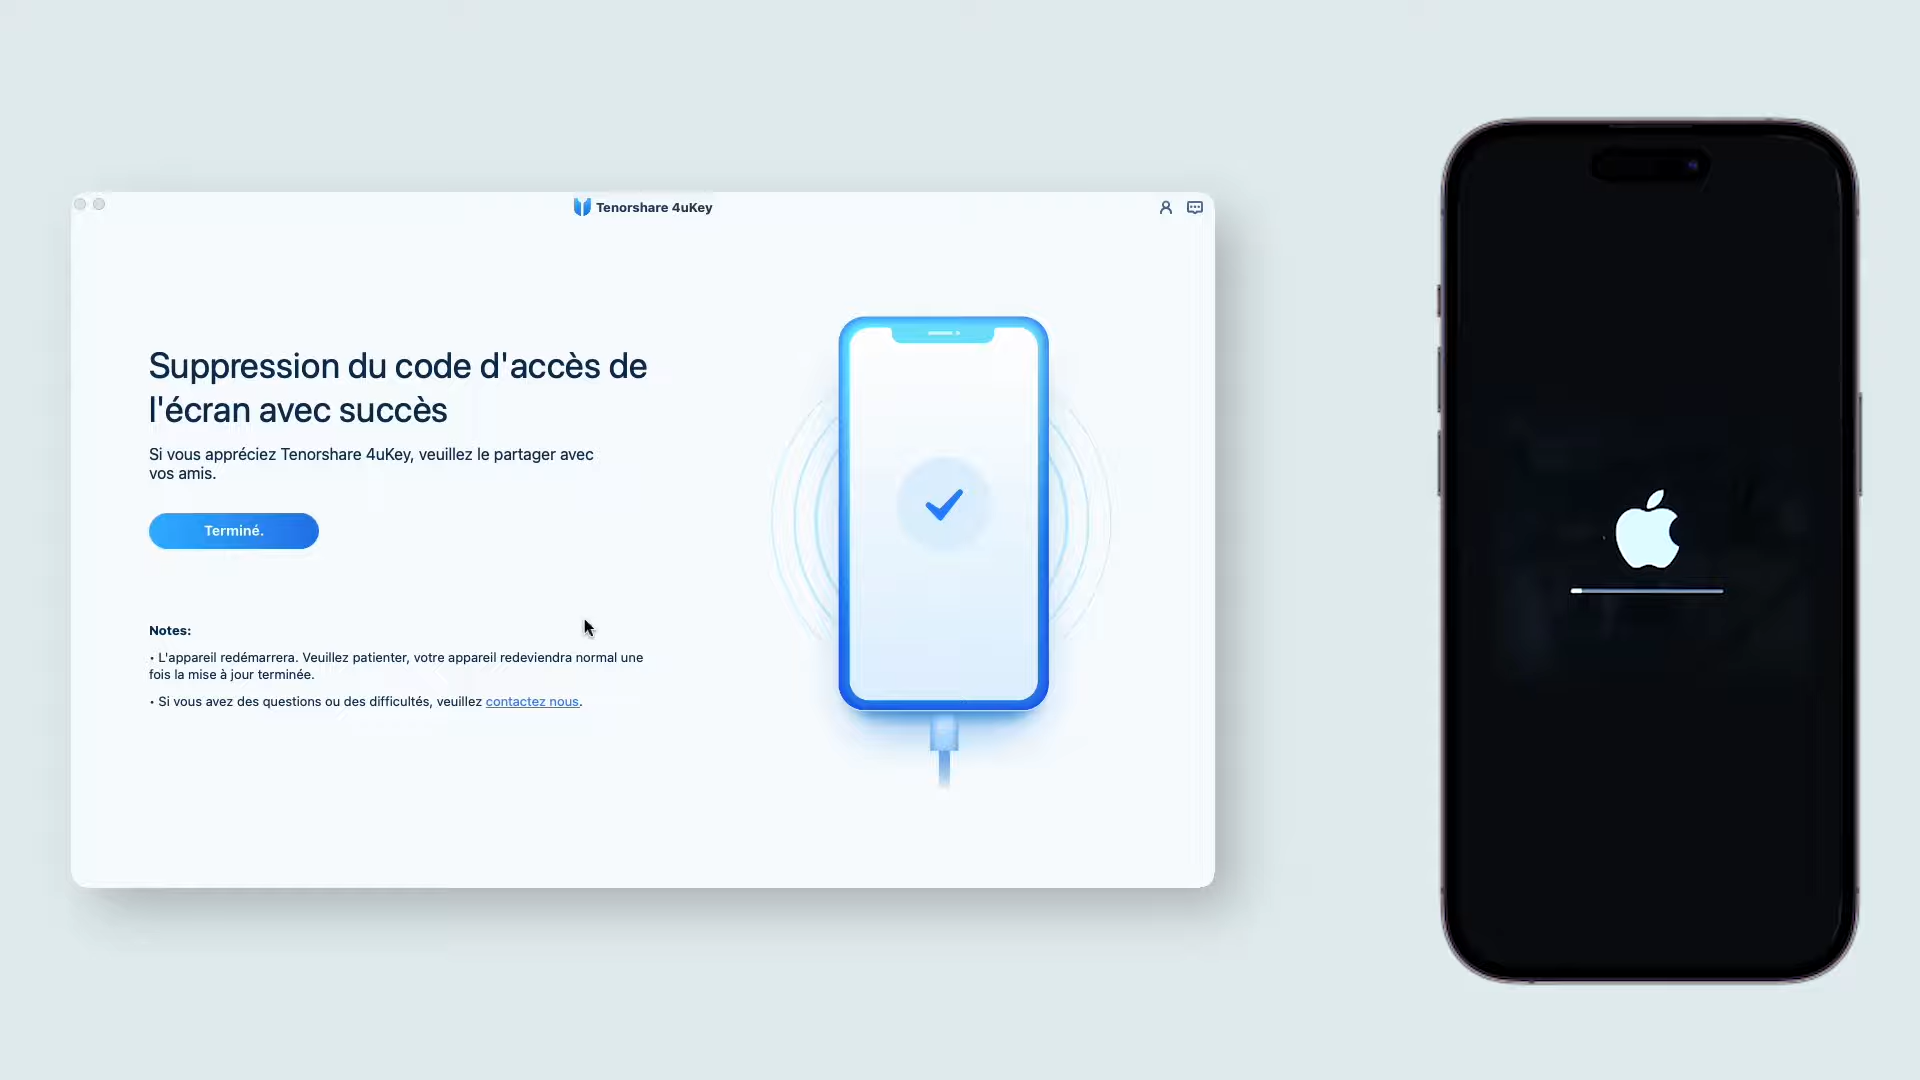 Tenorshare 4uKey
Suppression du code d'accès de
l'écran avec succès
Si vous appréciez Tenorshare 4uKey, veuillez le partager avec
vos amis.
Terminé.
Notes:
• L'appareil redémarrera. Veuillez patienter, votre appareil redeviendra normal une
fois la mise à jour terminée.
• Si vous avez des questions ou des difficultés, veuillez contactez nous.